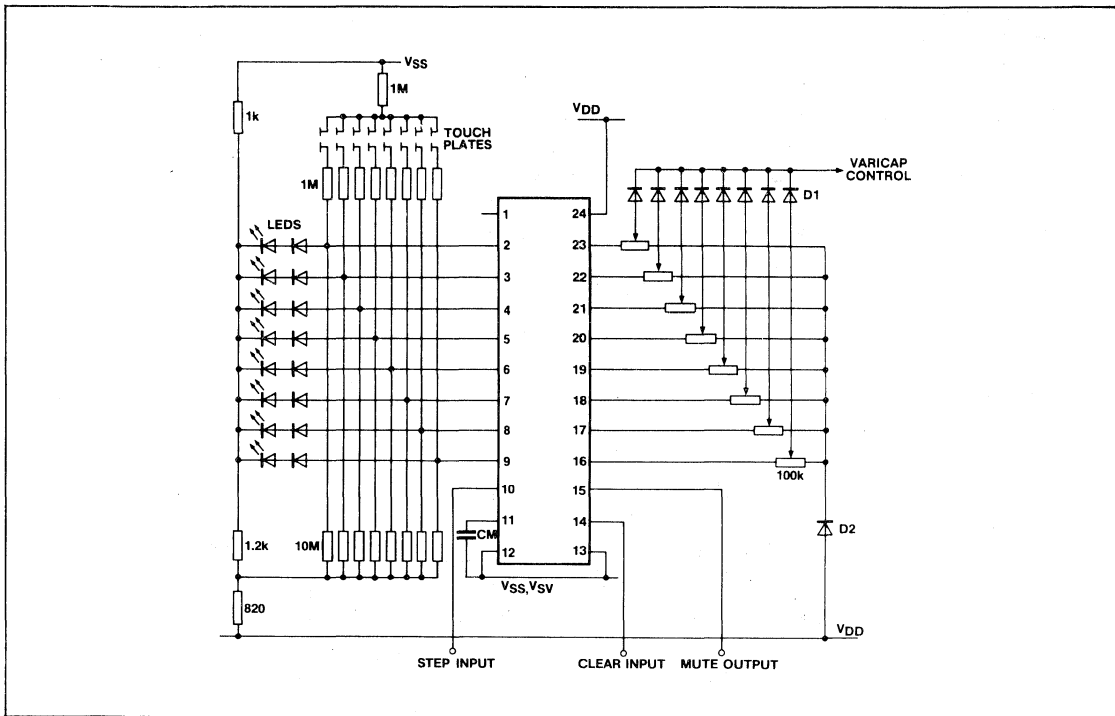 VSS
1M
1k
TOUCH
PLATES
VDD
VARICAP
CONTROL
1M
D1
LEDS
1
24
2
23
3
22
4
21
5
20
6
19
7
18
8
17
9
16
100k
10
15
11
14
CM
12
13
D2
1.2k
10M
VSS,VSV
820
VDD
STEP INPUT
CLEAR INPUT
MUTE OUTPUT